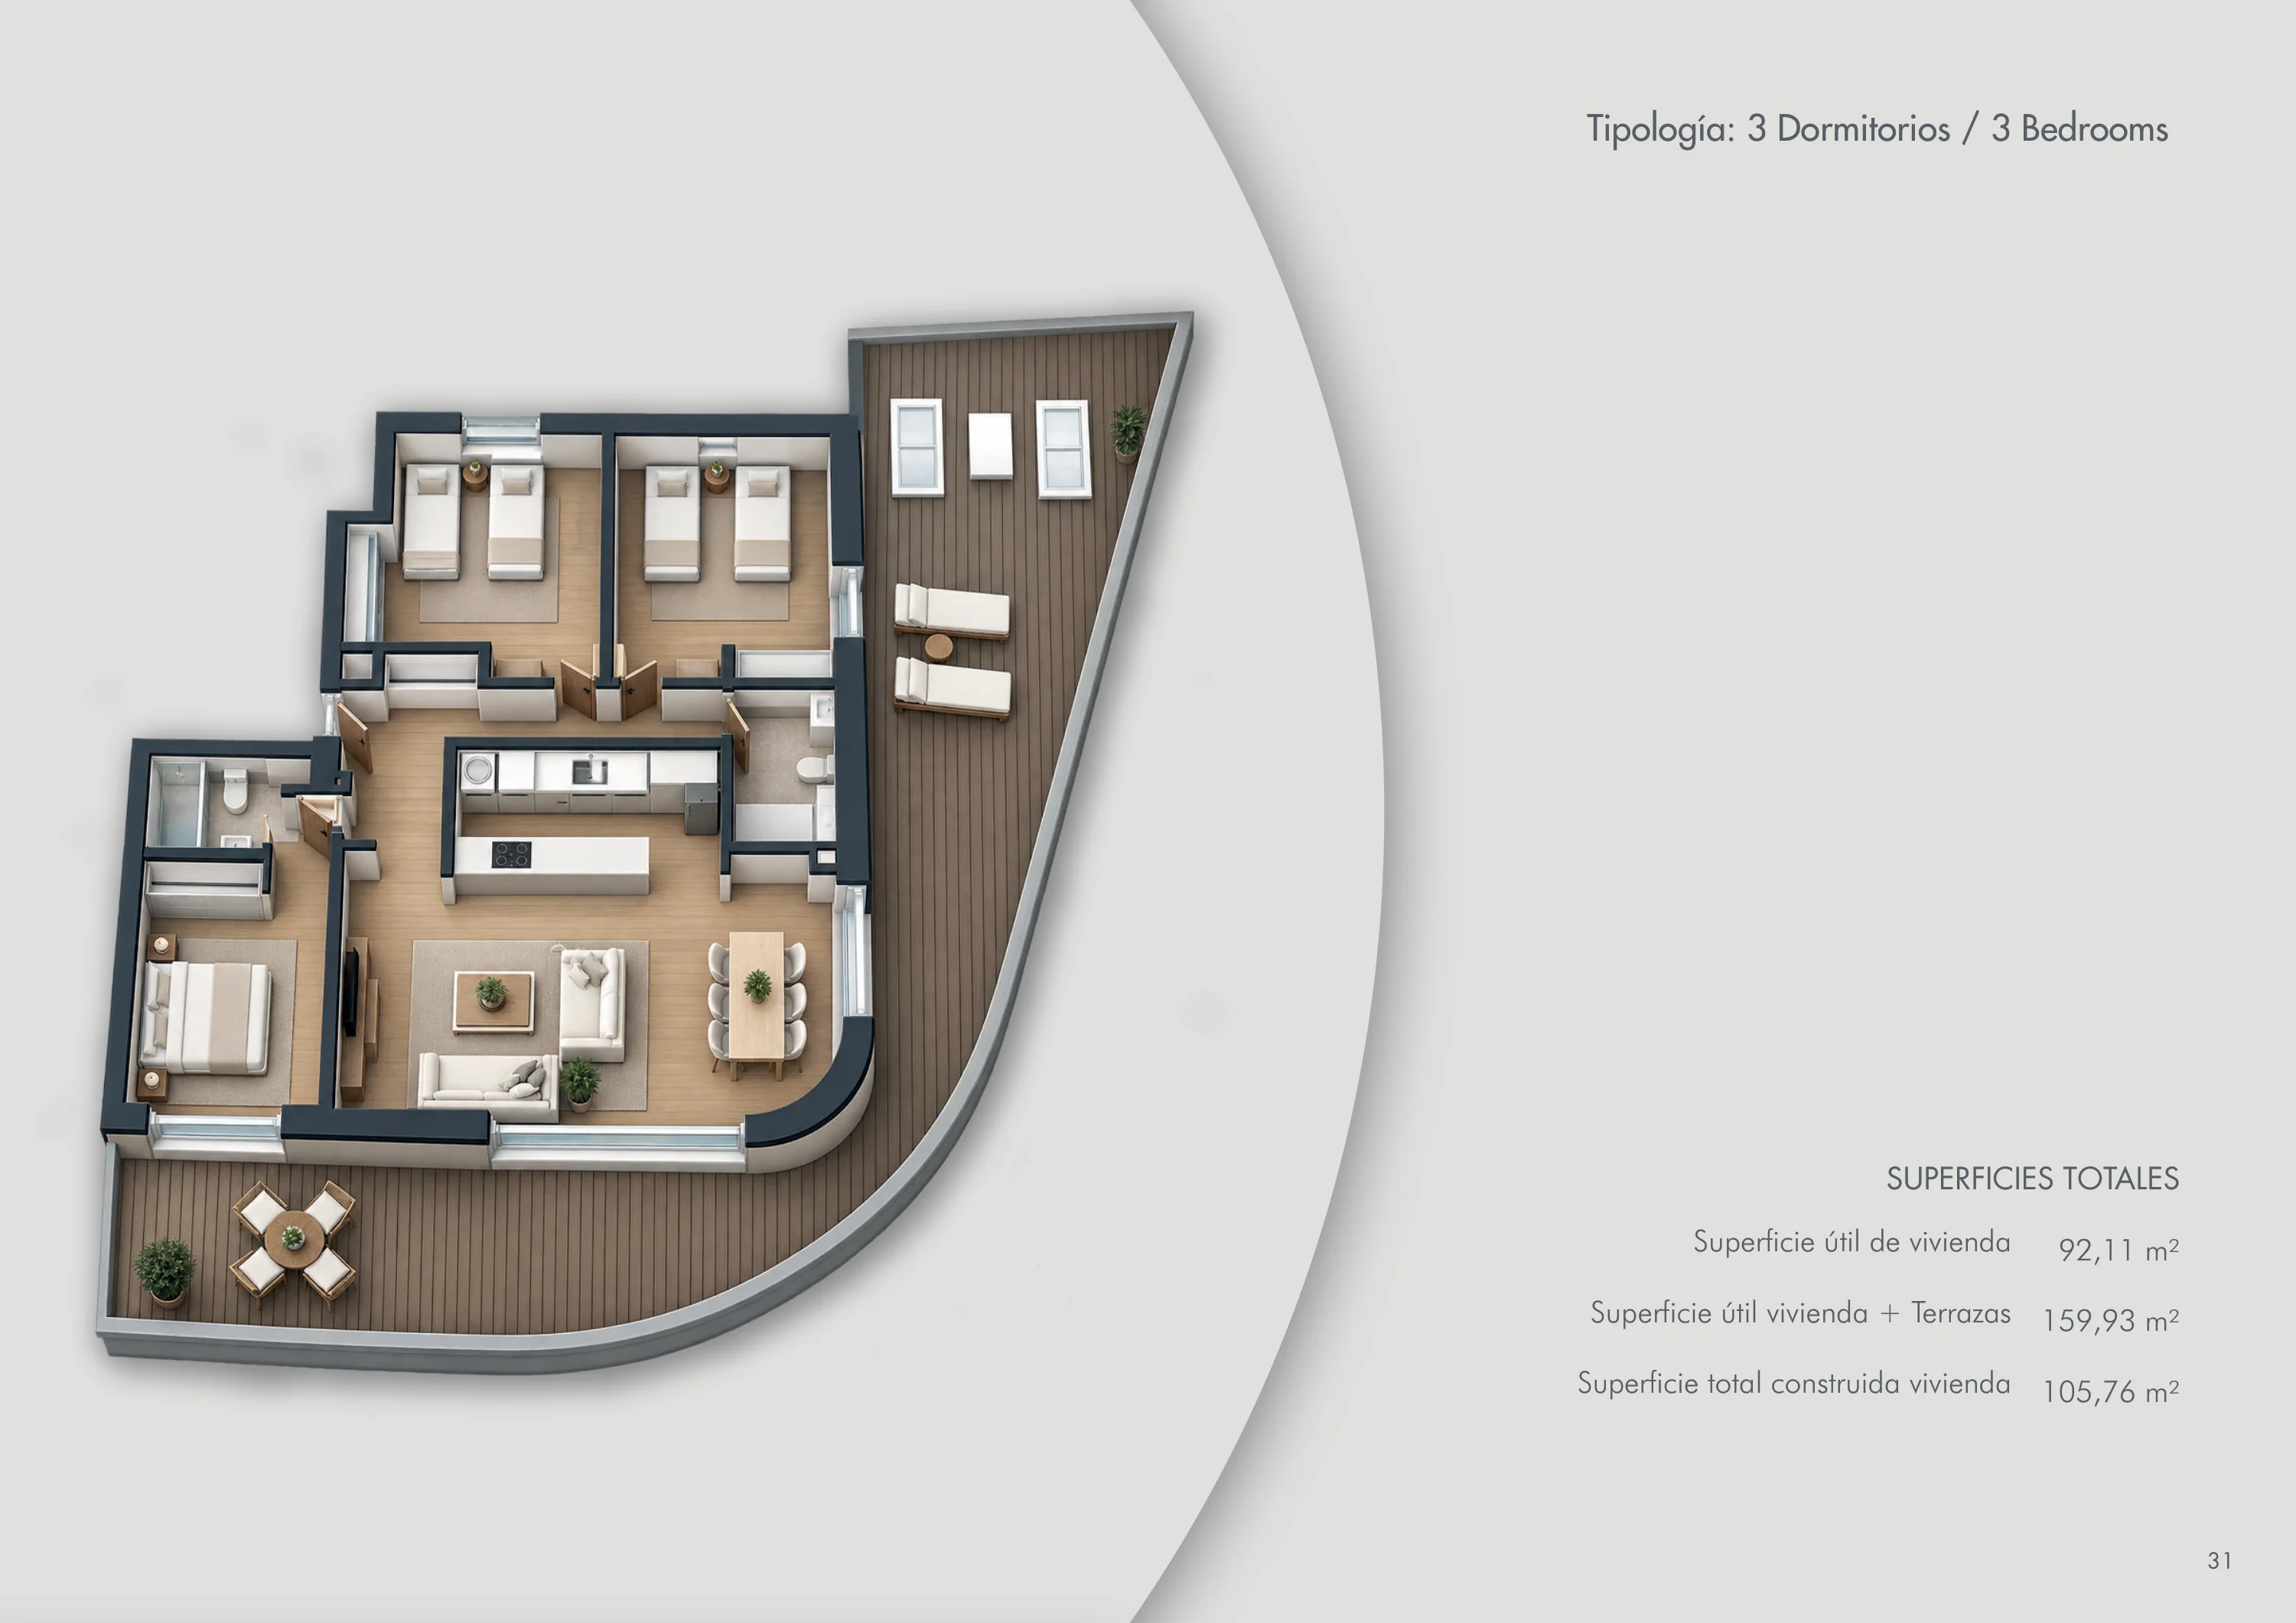 Tipología: 3 Dormitorios / 3 Bedrooms
SUPERFICIES TOTALES
Superficie útil de vivienda 92,11 m²
Superficie útil vivienda + Terrazas 159,93 m²
Superficie total construida vivienda 105,76 m²
31